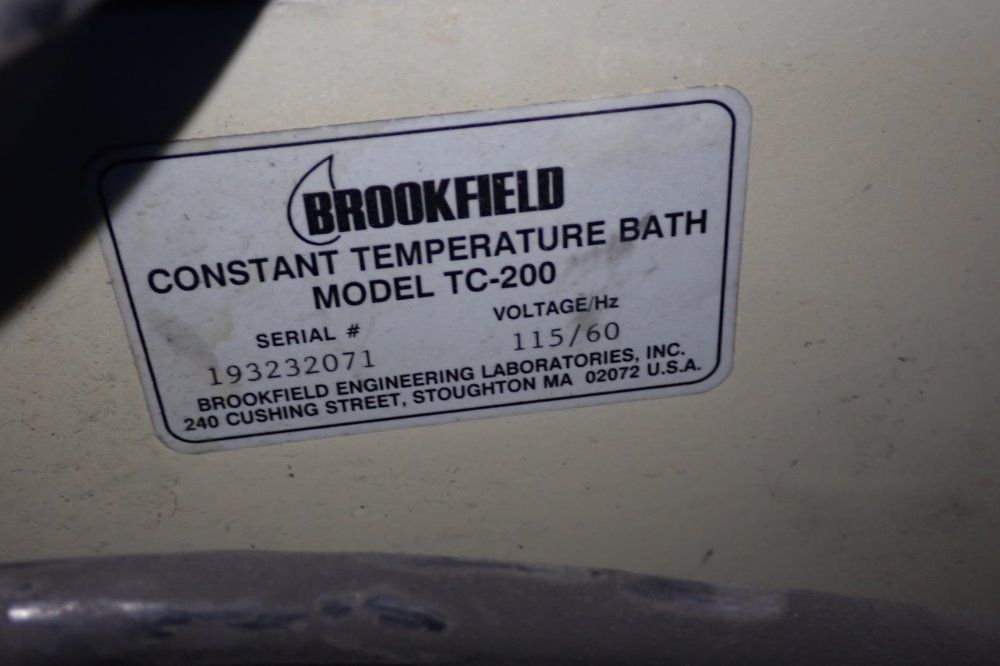 BROOKFIELD
CONSTANT TEMPERATURE BATH
MODEL TC-200
SERIAL # VOLTAGE/Hz
193232071 115/60
BROOKFIELD ENGINEERING LABORATORIES, INC.
240 CUSHING STREET, STOUGHTON MA 02072 U.S.A.